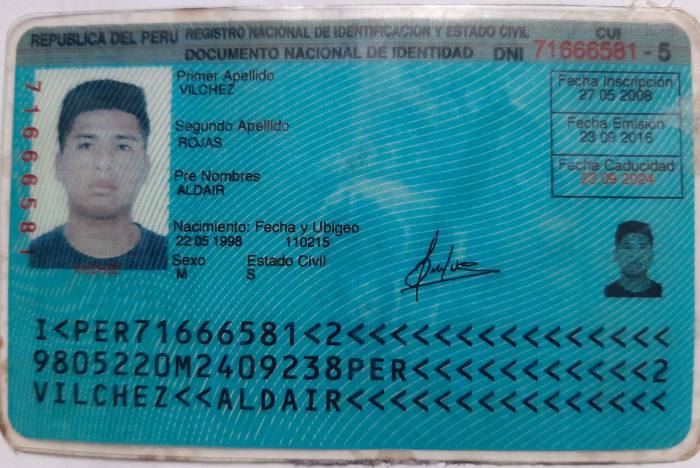 REPUBLICA DEL PERU REGISTRO NACIONAL DE IDENTIFICACION Y ESTADO CIVIL
DOCUMENTO NACIONAL DE IDENTIDAD
CUI
DNI 71666581 - 5
71666581
Primer Apellido
VILCHEZ
Segundo Apellido
ROJAS
Pre Nombres
ALDAIR
Nacimiento: Fecha y Ubigeo
22 05 1998 110215
Sexo Estado Civil
M S
Fecha Inscripción
27 05 2008
Fecha Emisión
23 09 2016
Fecha Caducidad
23 09 2024
I<PER71666581<2<<<<<<<<<<<<<<<
9805220M2409238PER<<<<<<<<<<<2
VILCHEZ<<ALDAIR<<<<<<<<<<<<<<<